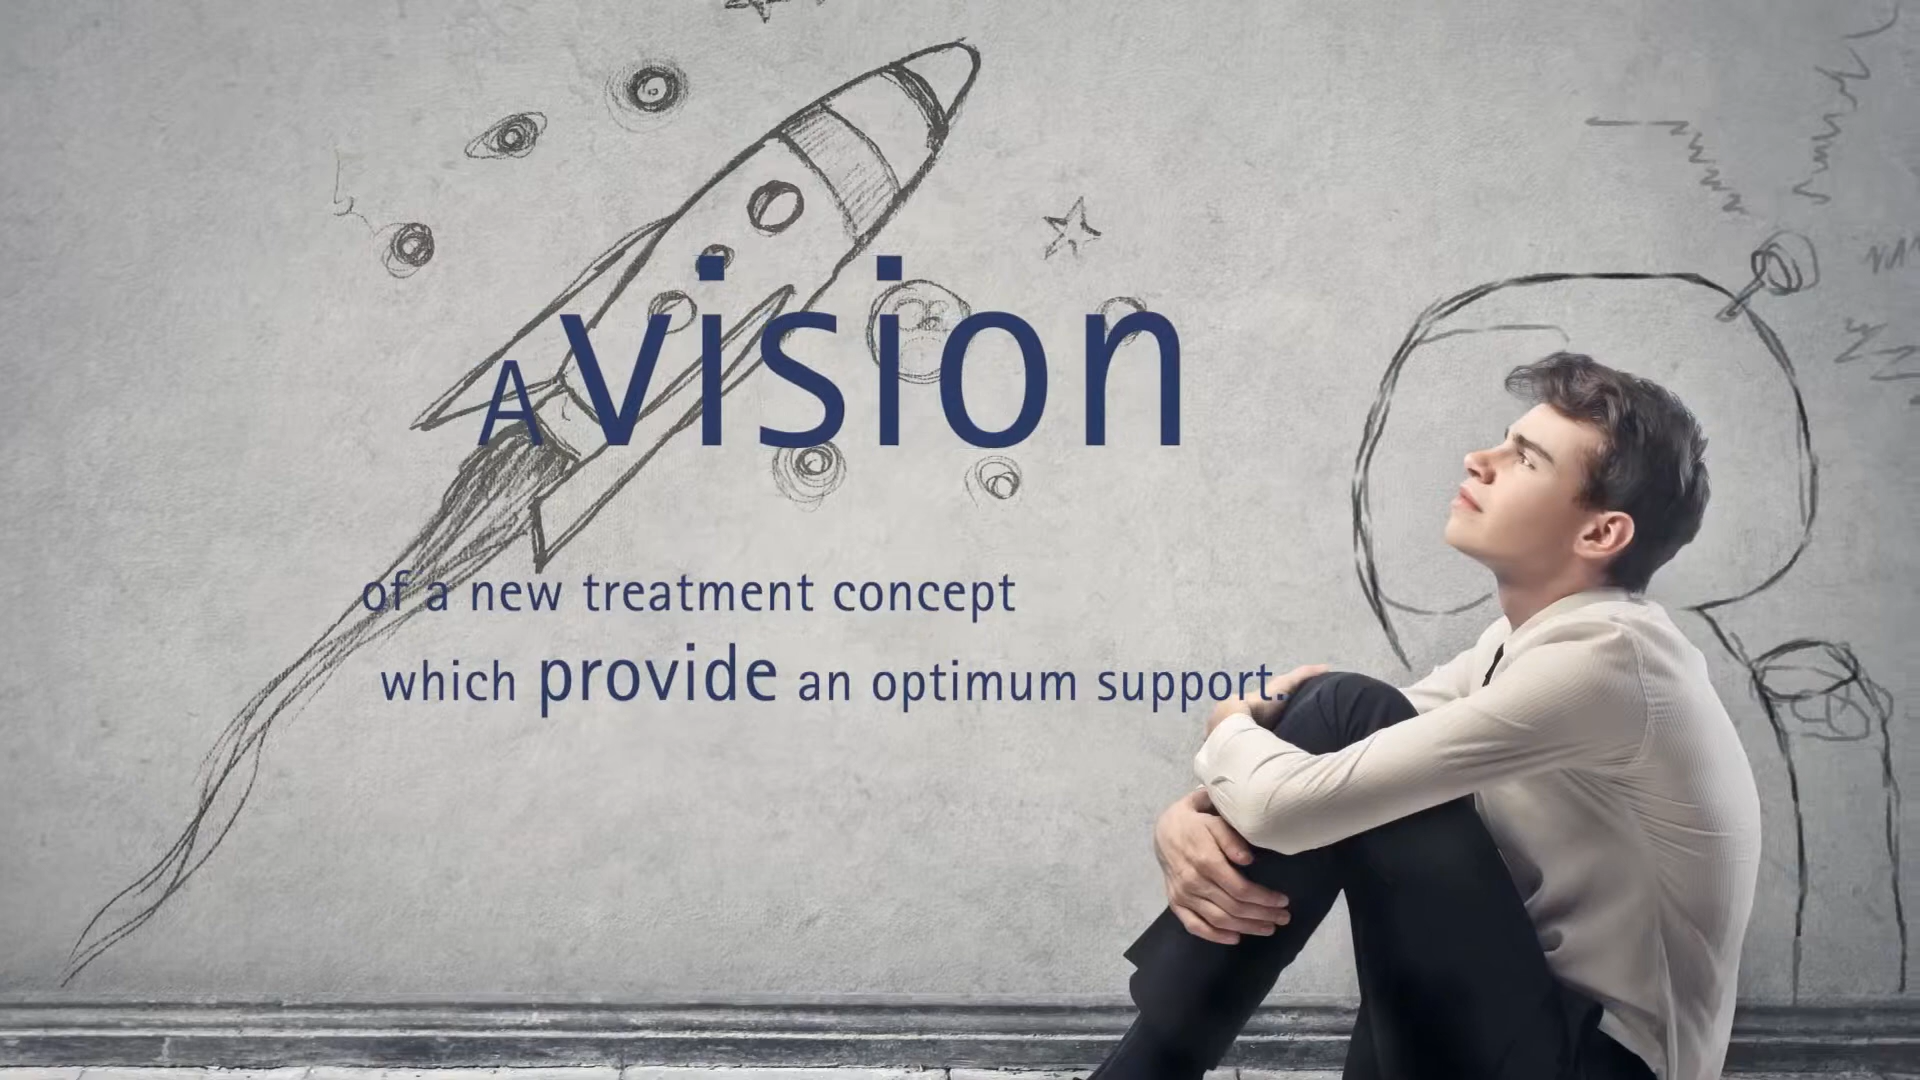 A vision
of a new treatment concept
which provide an optimum support.